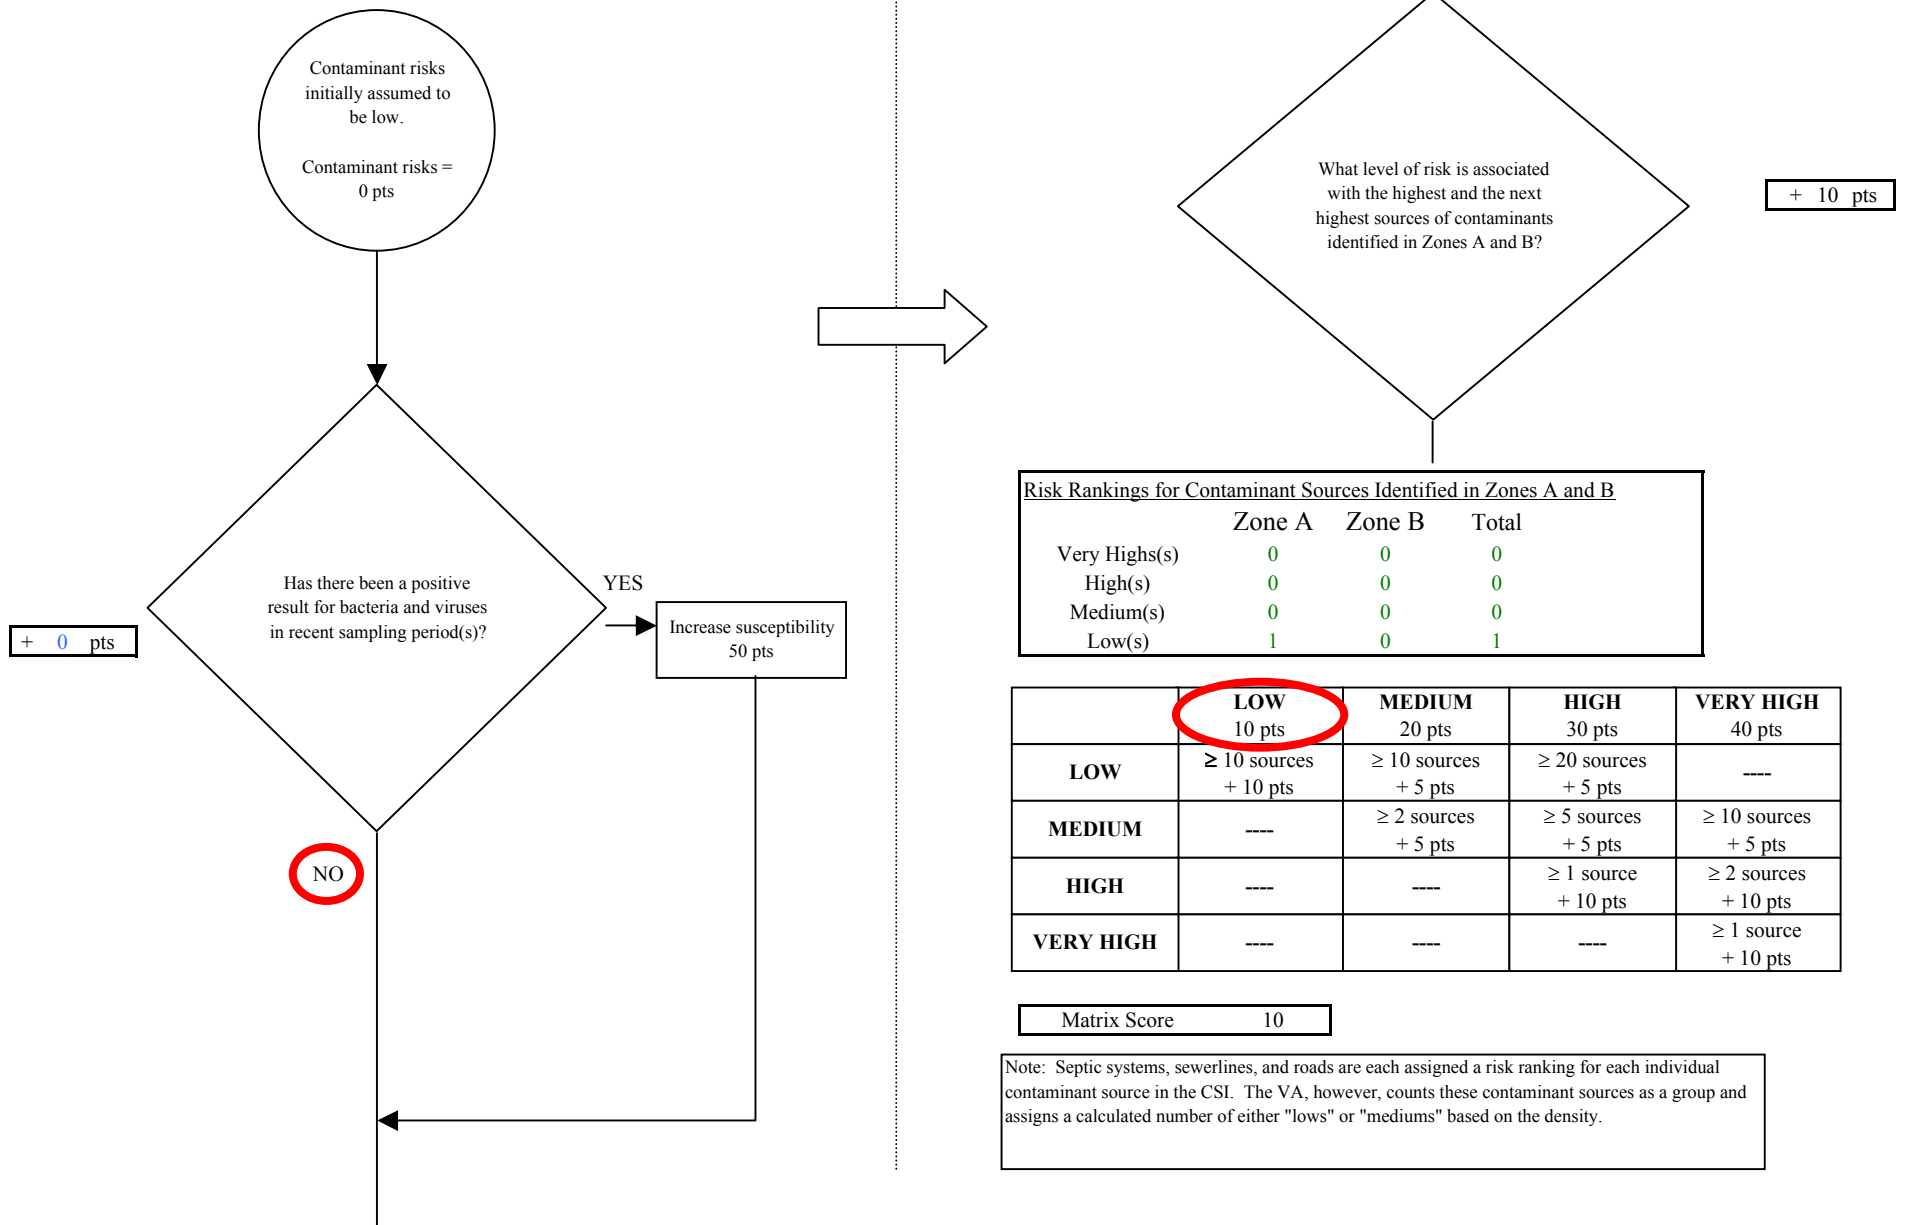 Contaminant risks
initially assumed to
be low.
Contaminant risks =
0 pts
Has there been a positive
result for bacteria and viruses
in recent sampling period(s)?
+ 0 pts
YES
Increase susceptibility
50 pts
NO
What level of risk is associated
with the highest and the next
highest sources of contaminants
identified in Zones A and B?
+ 10 pts
Risk Rankings for Contaminant Sources Identified in Zones A and B
Zone A Zone B Total
Very Highs(s) 0 0 0
High(s) 0 0 0
Medium(s) 0 0 0
Low(s) 1 0 1
LOW MEDIUM HIGH VERY HIGH
10 pts 20 pts 30 pts 40 pts
LOW ≥ 10 sources ≥ 10 sources ≥ 20 sources ----
+ 10 pts + 5 pts + 5 pts
MEDIUM ---- ≥ 2 sources ≥ 5 sources ≥ 10 sources
+ 5 pts + 5 pts + 5 pts
HIGH ---- ---- ≥ 1 source ≥ 2 sources
+ 10 pts + 10 pts
VERY HIGH ---- ---- ---- ≥ 1 source
+ 10 pts
Matrix Score 10
Note: Septic systems, sewerlines, and roads are each assigned a risk ranking for each individual
contaminant source in the CSI. The VA, however, counts these contaminant sources as a group and
assigns a calculated number of either "lows" or "mediums" based on the density.